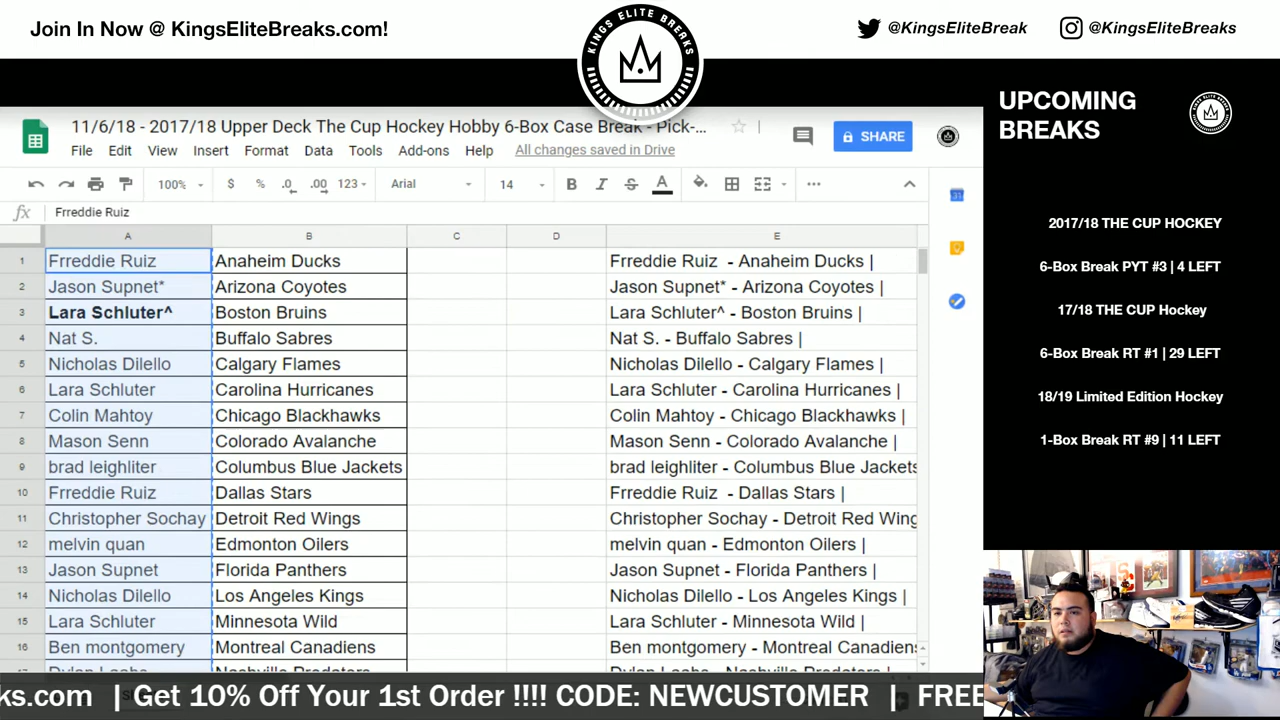 Join In Now @ KingsEliteBreaks.com!
KINGS ELITE BREAKS
@KingsEliteBreak
@KingsEliteBreaks
11/6/18 - 2017/18 Upper Deck The Cup Hockey Hobby 6-Box Case Break - Pick-...
File Edit View Insert Format Data Tools Add-ons Help All changes saved in Drive
SHARE
100% $ % .0 .00 123 Arial 14 B I S A ...
fx Frreddie Ruiz
A B C D E
1 Frreddie Ruiz Anaheim Ducks Frreddie Ruiz - Anaheim Ducks |
2 Jason Supnet* Arizona Coyotes Jason Supnet* - Arizona Coyotes |
3 Lara Schluter^ Boston Bruins Lara Schluter^ - Boston Bruins |
4 Nat S. Buffalo Sabres Nat S. - Buffalo Sabres |
5 Nicholas Dilello Calgary Flames Nicholas Dilello - Calgary Flames |
6 Lara Schluter Carolina Hurricanes Lara Schluter - Carolina Hurricanes |
7 Colin Mahtoy Chicago Blackhawks Colin Mahtoy - Chicago Blackhawks |
8 Mason Senn Colorado Avalanche Mason Senn - Colorado Avalanche |
9 brad leighliter Columbus Blue Jackets brad leighliter - Columbus Blue Jackets
10 Frreddie Ruiz Dallas Stars Frreddie Ruiz - Dallas Stars |
11 Christopher Sochay Detroit Red Wings Christopher Sochay - Detroit Red Wing
12 melvin quan Edmonton Oilers melvin quan - Edmonton Oilers |
13 Jason Supnet Florida Panthers Jason Supnet - Florida Panthers |
14 Nicholas Dilello Los Angeles Kings Nicholas Dilello - Los Angeles Kings |
15 Lara Schluter Minnesota Wild Lara Schluter - Minnesota Wild |
16 Ben montgomery Montreal Canadiens Ben montgomery - Montreal Canadiens
UPCOMING
BREAKS
2017/18 THE CUP HOCKEY
6-Box Break PYT #3 | 4 LEFT
17/18 THE CUP Hockey
6-Box Break RT #1 | 29 LEFT
18/19 Limited Edition Hockey
1-Box Break RT #9 | 11 LEFT
ks.com | Get 10% Off Your 1st Order !!!! CODE: NEWCUSTOMER | FREE